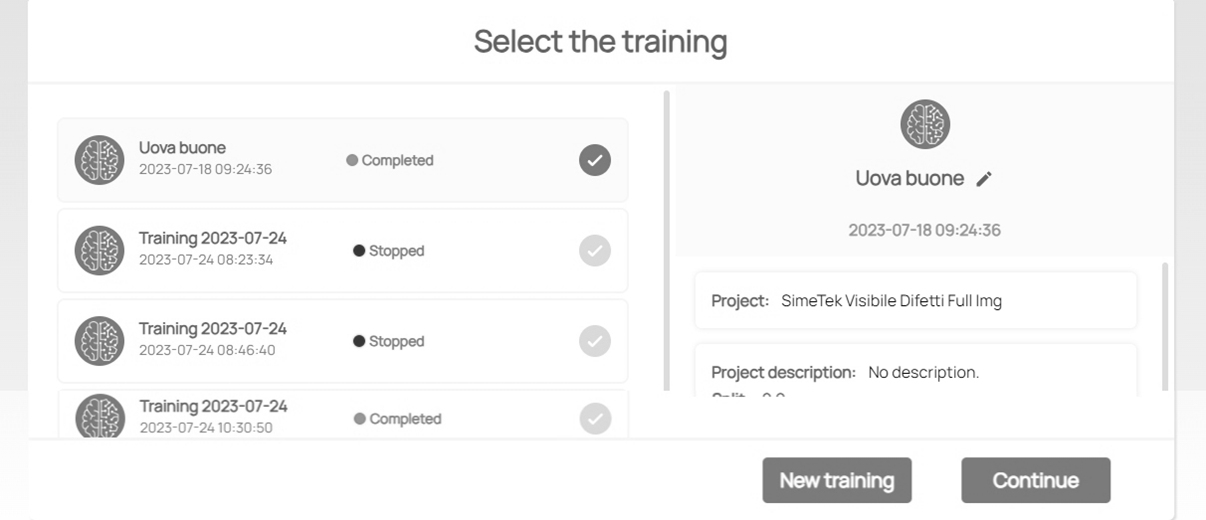 Select the training
Uova buone
2023-07-18 09:24:36
Completed
Training 2023-07-24
2023-07-24 08:23:34
Stopped
Training 2023-07-24
2023-07-24 08:46:40
Stopped
Training 2023-07-24
2023-07-24 10:30:50
Completed
Uova buone
2023-07-18 09:24:36
Project: SimeTek Visibile Difetti Full Img
Project description: No description.
New training
Continue